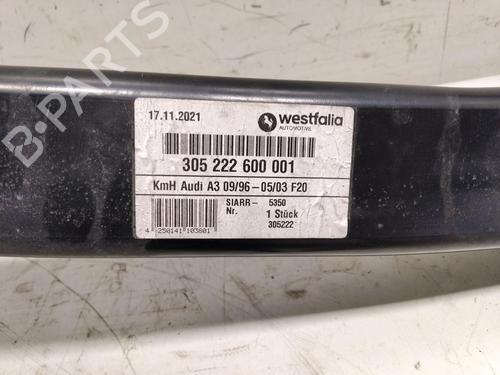 B-PARTS
17.11.2021
westfalia
AUTOMOTIVE
305 222 600 001
KmH Audi A3 09/96-05/03 F20
SIARR- 5350
Nr. 1 Stück
305222
4 250141 103801